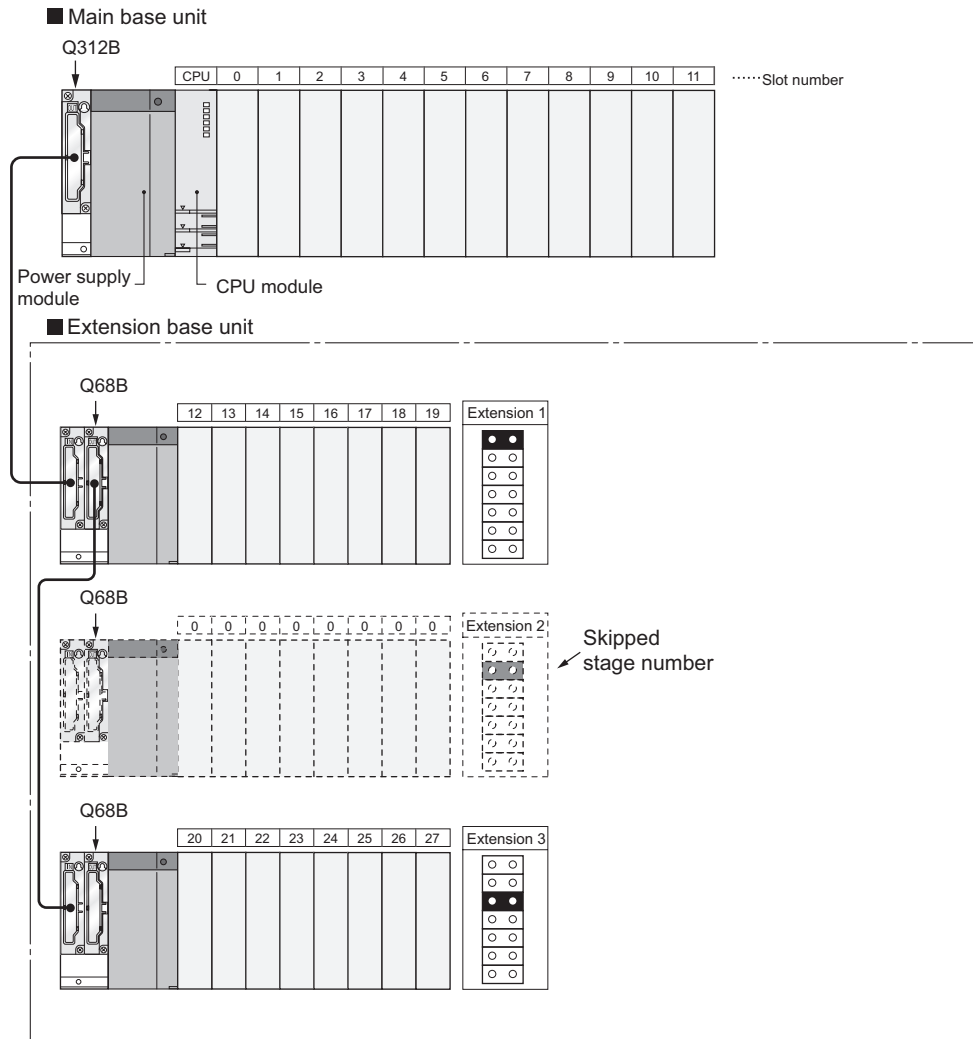 ■ Main base unit
Q312B
CPU 0 1 2 3 4 5 6 7 8 9 10 11 ······Slot number
Power supply
module
CPU module
■ Extension base unit
Q68B
12 13 14 15 16 17 18 19 Extension 1
Q68B
0 0 0 0 0 0 0 0 Extension 2
Skipped
stage number
Q68B
20 21 22 23 24 25 26 27 Extension 3